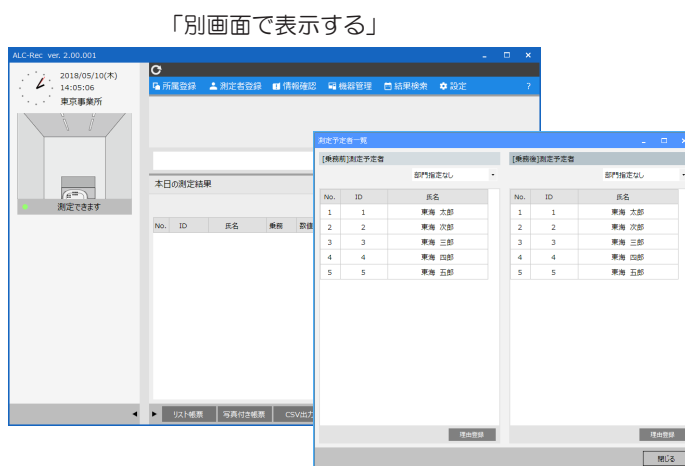 「別画面で表示する」
ALC-Rec ver. 2.00.001
2018/05/10(木)
14:05:06
東京事業所
測定できます
所属登録 測定者登録 情報確認 機器管理 結果検索 設定 ?
本日の測定結果
No. ID 氏名 乗務 数値
リスト帳票 写真付き帳票 CSV出力
測定予定者一覧
[乗務前]測定予定者
部門指定なし
No. ID 氏名
1 1 東海 太郎
2 2 東海 次郎
3 3 東海 三郎
4 4 東海 四郎
5 5 東海 五郎
理由登録
[乗務後]測定予定者
部門指定なし
No. ID 氏名
1 1 東海 太郎
2 2 東海 次郎
3 3 東海 三郎
4 4 東海 四郎
5 5 東海 五郎
理由登録
閉じる